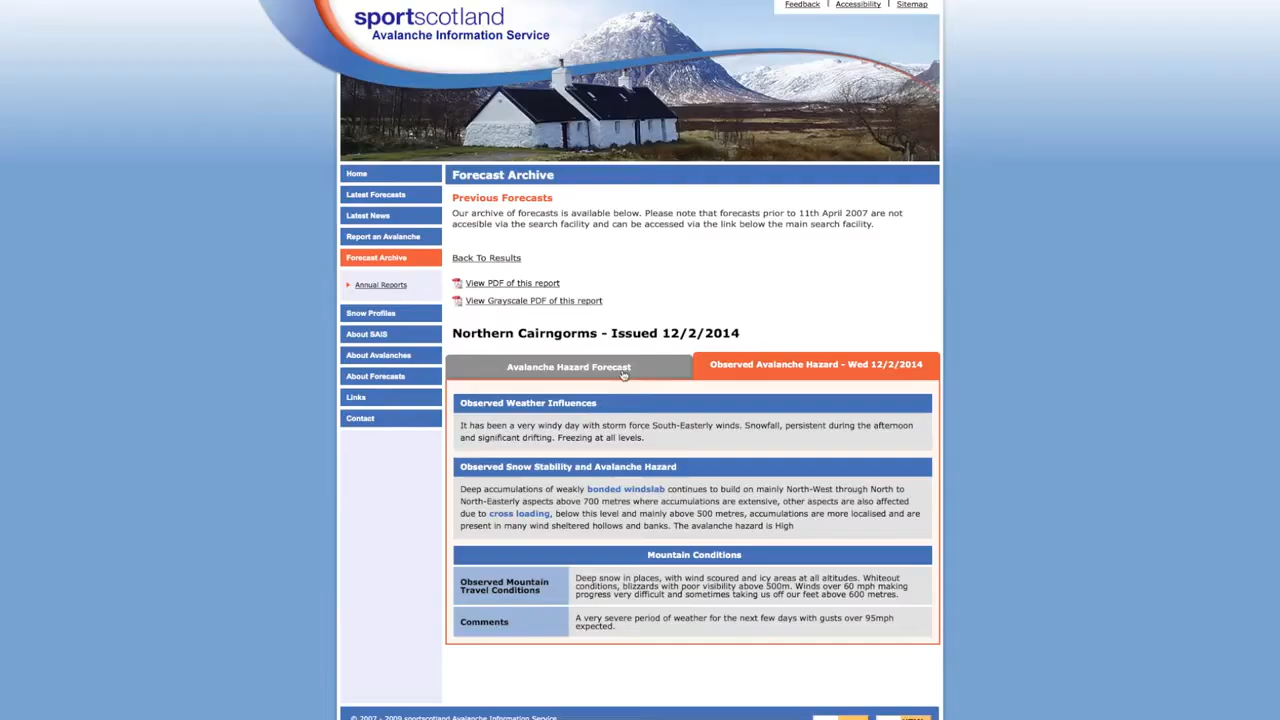 Feedback | Accessibility | Sitemap
sportscotland
Avalanche Information Service
Home
Latest Forecasts
Latest News
Report an Avalanche
Forecast Archive
Annual Reports
Snow Profiles
About SAIS
About Avalanches
About Forecasts
Links
Contact
Forecast Archive
Previous Forecasts
Our archive of forecasts is available below. Please note that forecasts prior to 11th April 2007 are not
accesible via the search facility and can be accessed via the link below the main search facility.
Back To Results
View PDF of this report
View Grayscale PDF of this report
Northern Cairngorms - Issued 12/2/2014
Avalanche Hazard Forecast
Observed Avalanche Hazard - Wed 12/2/2014
Observed Weather Influences
It has been a very windy day with storm force South-Easterly winds. Snowfall, persistent during the afternoon
and significant drifting. Freezing at all levels.
Observed Snow Stability and Avalanche Hazard
Deep accumulations of weakly bonded windslab continues to build on mainly North-West through North to
North-Easterly aspects above 700 metres where accumulations are extensive, other aspects are also affected
due to cross loading, below this level and mainly above 500 metres, accumulations are more localised and are
present in many wind sheltered hollows and banks. The avalanche hazard is High
Mountain Conditions
Observed Mountain
Travel Conditions
Deep snow in places, with wind scoured and icy areas at all altitudes. Whiteout
conditions, blizzards with poor visibility above 500m. Winds over 60 mph making
progress very difficult and sometimes taking us off our feet above 600 metres.
Comments
A very severe period of weather for the next few days with gusts over 95mph
expected.
© 2007 - 2009 sportscotland Avalanche Information Service